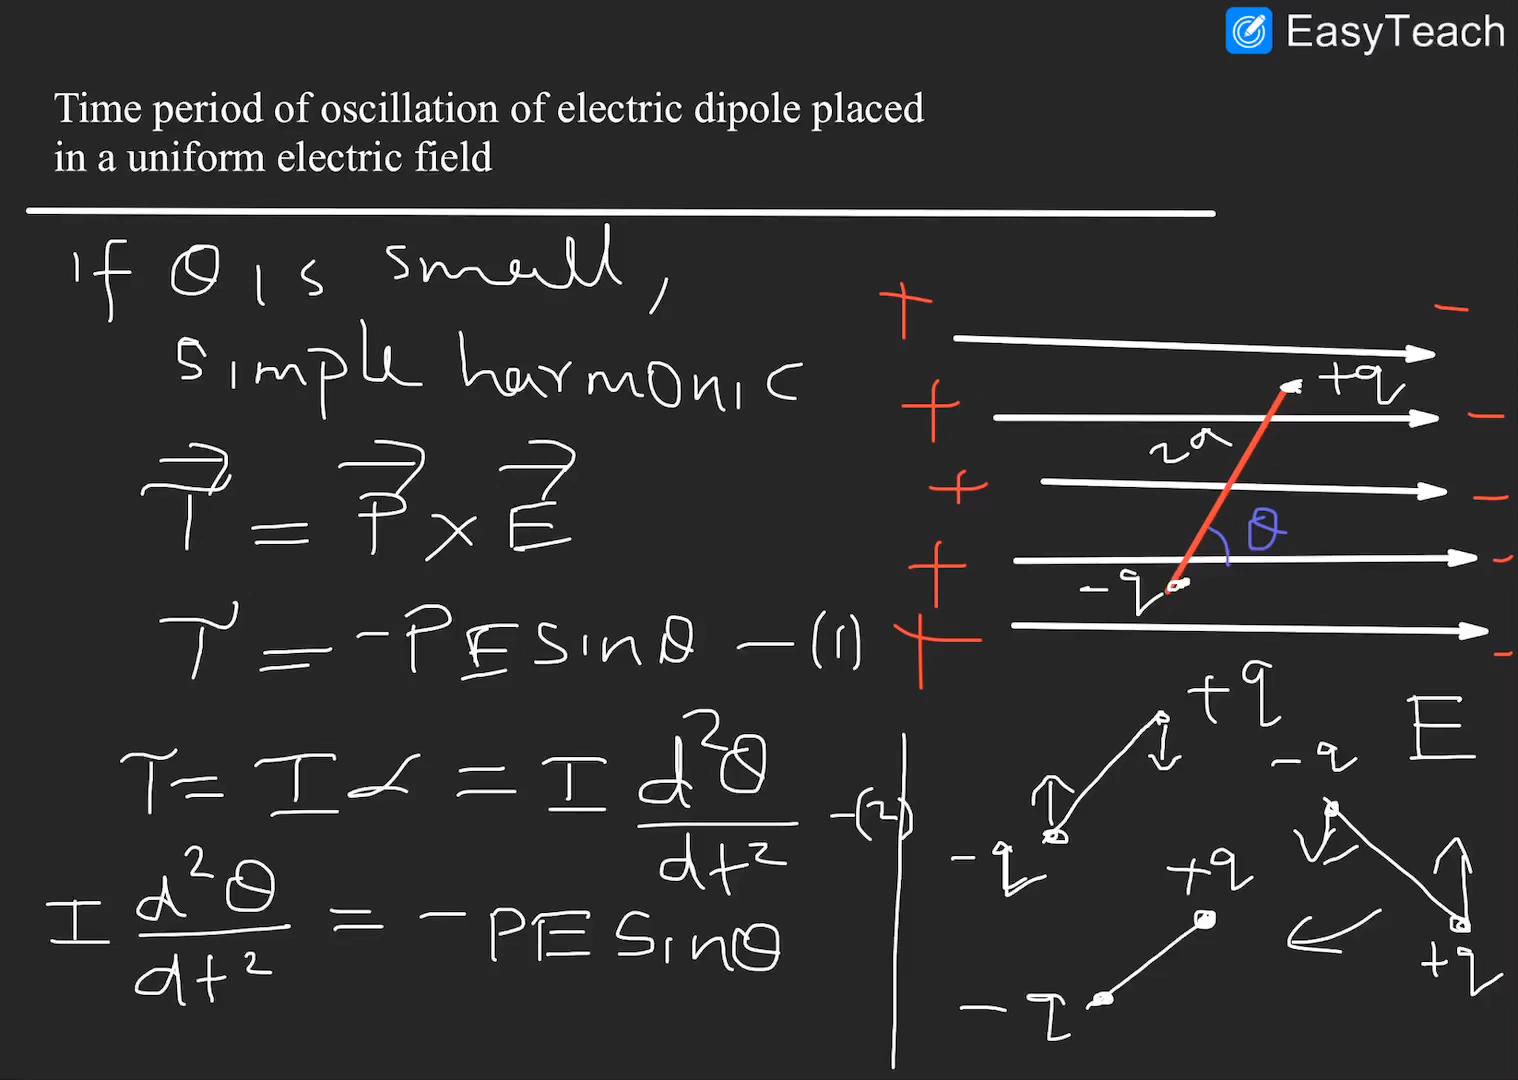 EasyTeach
Time period of oscillation of electric dipole placed
in a uniform electric field
if θ is small,
simple harmonic
τ⃗ = P⃗ × E⃗
τ = -PE sinθ -(1)
τ = Iα = I d²θ/dt² -(2)
I d²θ/dt² = -PE sinθ
+ -
+ -
+ -
+ -
+ -
+q
2a
θ
-q
E
+q
-q
-q
+q
+q
-q